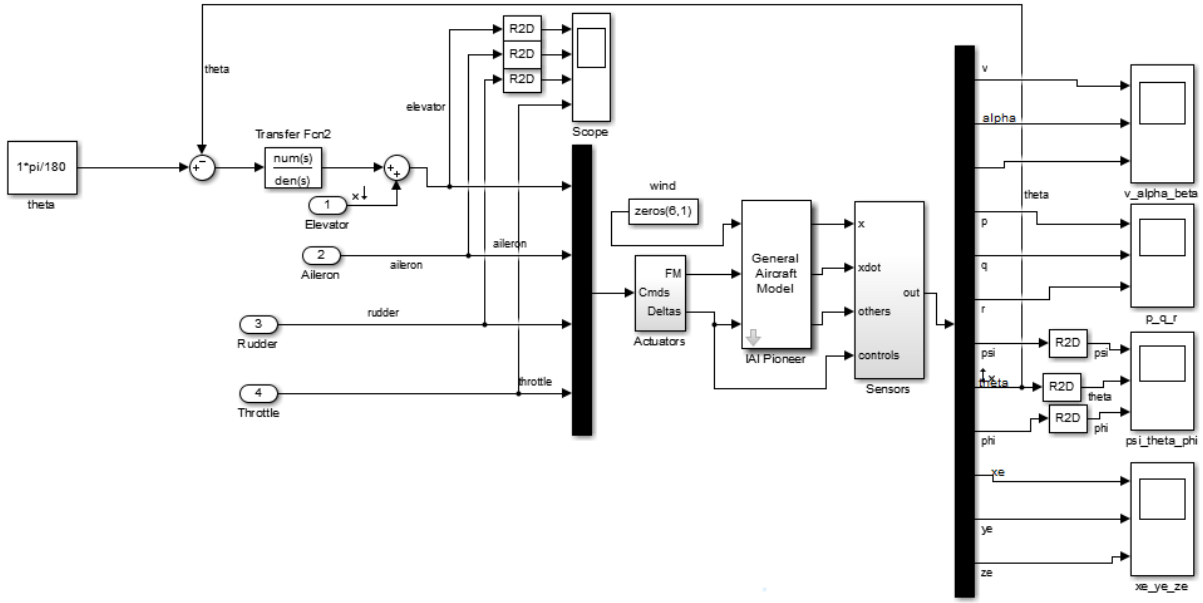 theta
1*pi/180
theta
Transfer Fcn2
num(s)
den(s)
1
Elevator
2
Aileron
3
Rudder
4
Throttle
elevator
aileron
aileron
rudder
throttle
R2D
R2D
R2D
Scope
wind
zeros(6,1)
FM
Cmds
Deltas
Actuators
General
Aircraft
Model
IAI Pioneer
x
xdot
others
controls
out
Sensors
v
alpha
theta
p
q
r
psi
theta
phi
xe
ye
ze
R2D
psi
R2D
theta
R2D
phi
v_alpha_beta
p_q_r
psi_theta_phi
xe_ye_ze